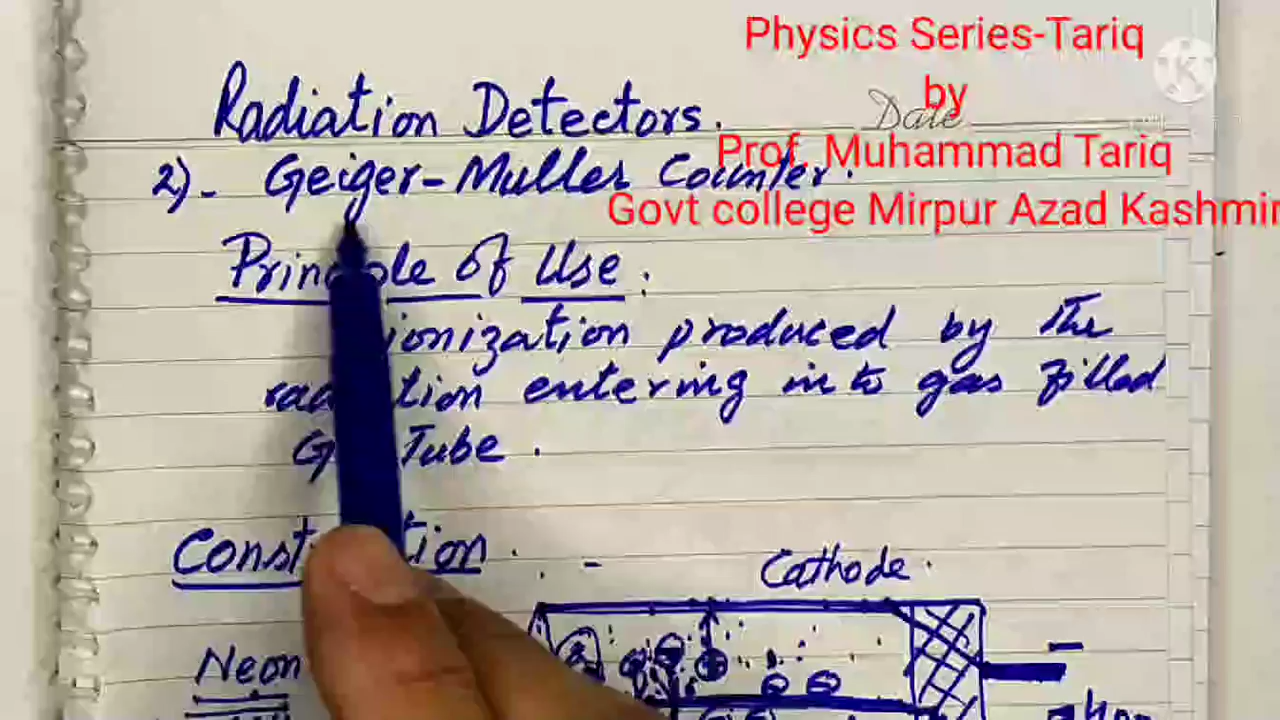 Physics Series-Tariq
by
Prof. Muhammad Tariq
Govt college Mirpur Azad Kashmir
Date
Radiation Detectors.
2)- Geiger-Muller Counter.
Principle of Use:
ionization produced by the
entering into gas filled
Tube.
Cathode.
Neon